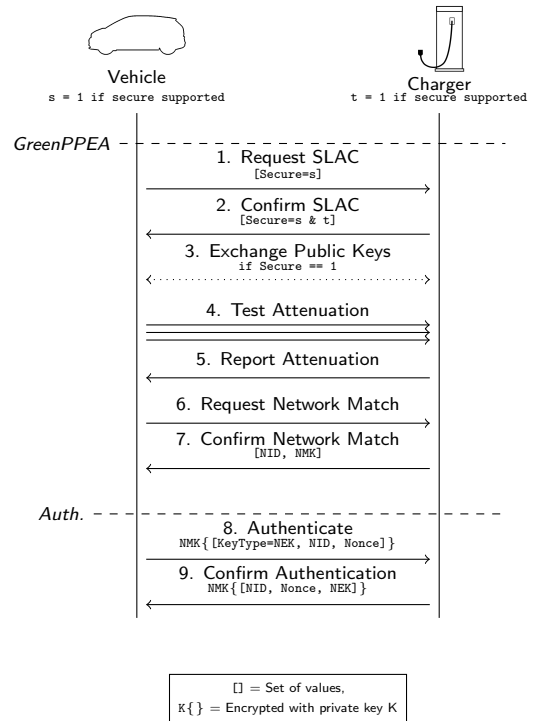 Vehicle
s = 1 if secure supported
Charger
t = 1 if secure supported
GreenPPEA
1. Request SLAC
[Secure=s]
2. Confirm SLAC
[Secure=s & t]
3. Exchange Public Keys
if Secure == 1
4. Test Attenuation
5. Report Attenuation
6. Request Network Match
7. Confirm Network Match
[NID, NMK]
Auth.
8. Authenticate
NMK{[KeyType=NEK, NID, Nonce]}
9. Confirm Authentication
NMK{[NID, Nonce, NEK]}
[] = Set of values,
K{} = Encrypted with private key K